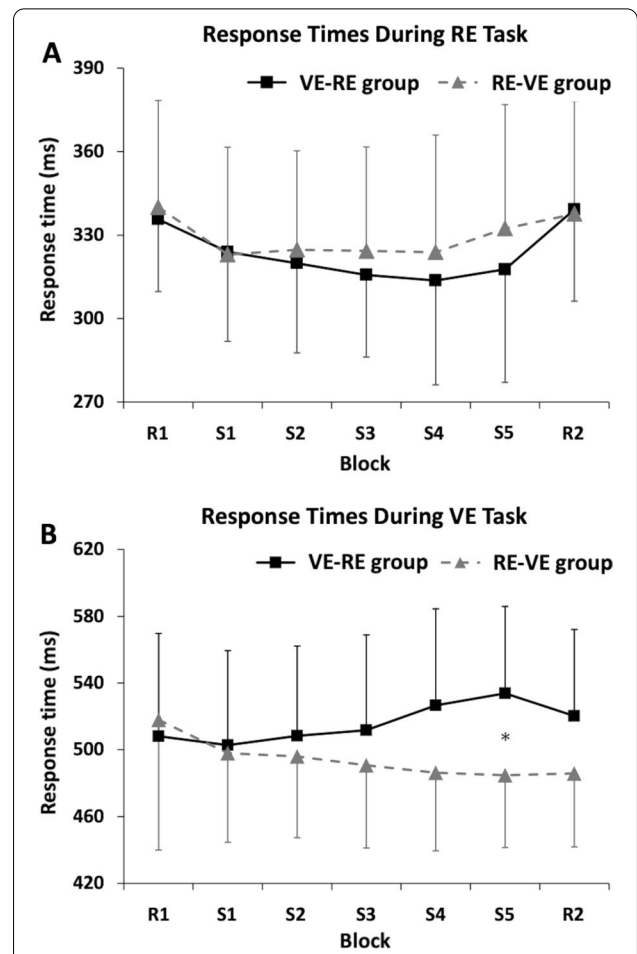 A
Response Times During RE Task
390
VE-RE group
RE-VE group
360
330
300
270
Response time (ms)
R1 S1 S2 S3 S4 S5 R2
Block
B
Response Times During VE Task
620
VE-RE group
RE-VE group
580
540
500
460
420
Response time (ms)
*
R1 S1 S2 S3 S4 S5 R2
Block